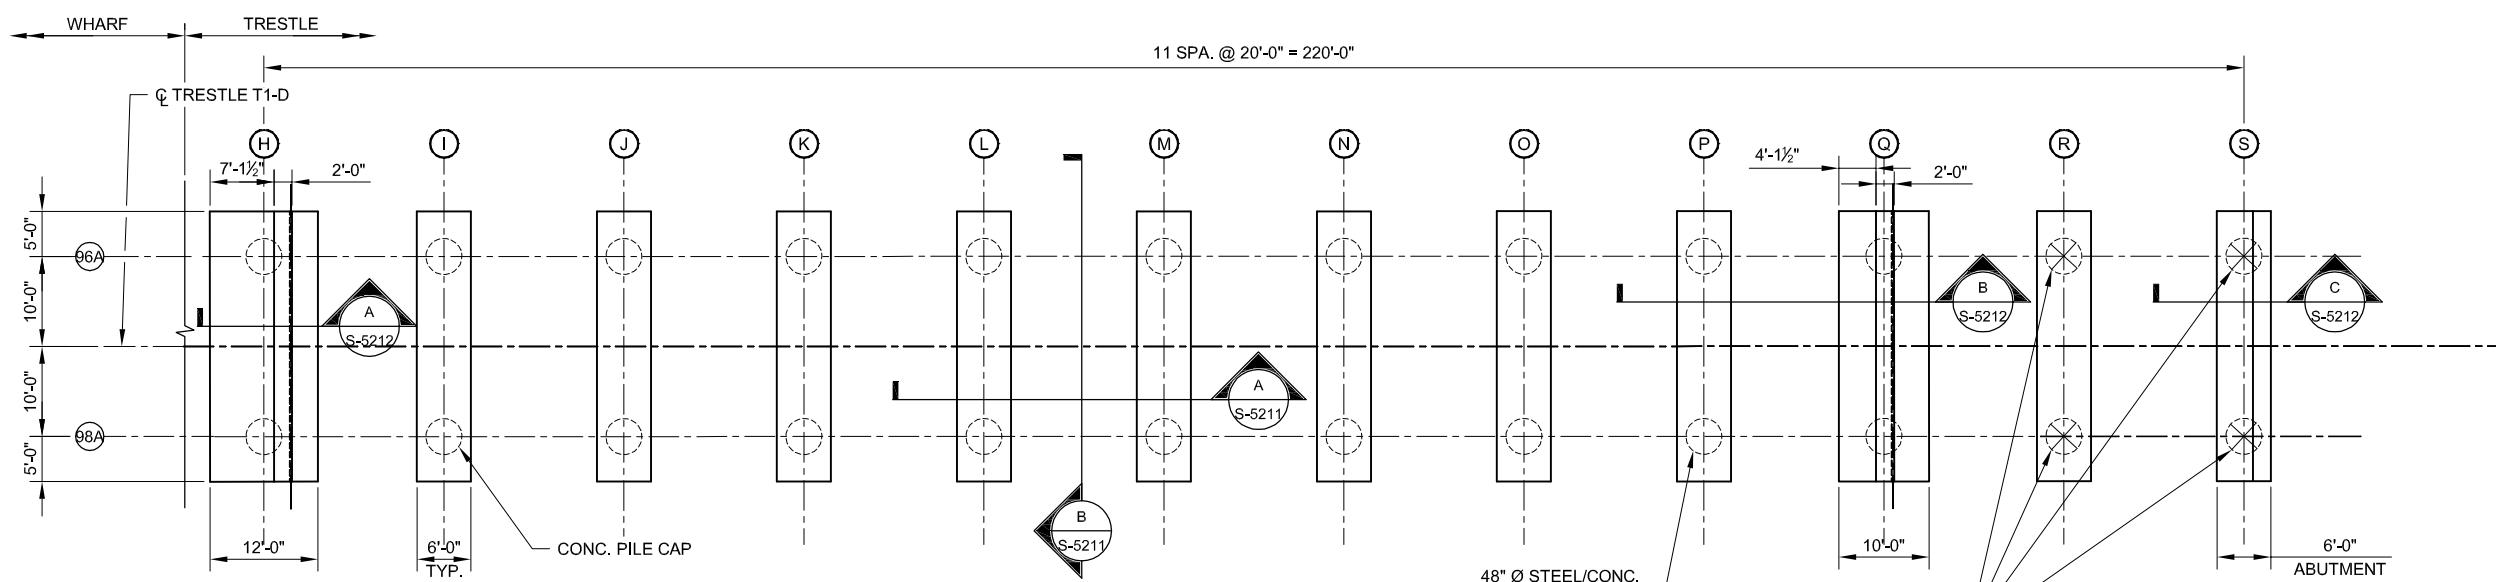 WHARF
TRESTLE
11 SPA. @ 20'-0" = 220'-0"
℄ TRESTLE T1-D
H
I
J
K
L
M
N
O
P
Q
R
S
7'-1½"
2'-0"
4'-1½"
2'-0"
5'-0"
96A
10'-0"
A
S-5212
B
S-5212
C
S-5212
10'-0"
A
S-5211
98A
5'-0"
B
S-5211
12'-0"
6'-0"
TYP.
CONC. PILE CAP
10'-0"
6'-0"
ABUTMENT
48" Ø STEEL/CONC.